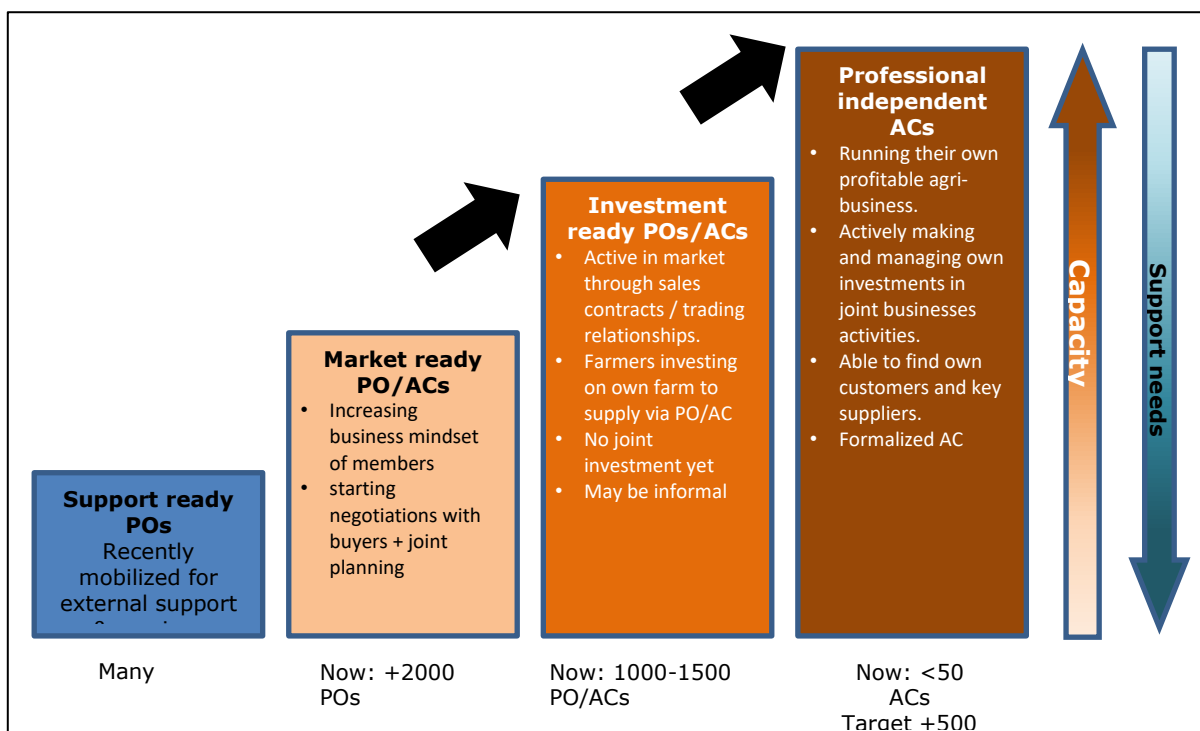 Support ready
POs
Recently
mobilized for
external support
Many
Market ready
PO/ACs
• Increasing
business mindset
of members
• starting
negotiations with
buyers + joint
planning
Now: +2000
POs
Investment
ready POs/ACs
• Active in market
through sales
contracts / trading
relationships.
• Farmers investing
on own farm to
supply via PO/AC
• No joint
investment yet
• May be informal
Now: 1000-1500
PO/ACs
Professional
independent
ACs
• Running their own
profitable agri-
business.
• Actively making
and managing own
investments in
joint businesses
activities.
• Able to find own
customers and key
suppliers.
• Formalized AC
Now: <50
ACs
Target +500
Capacity
Support needs